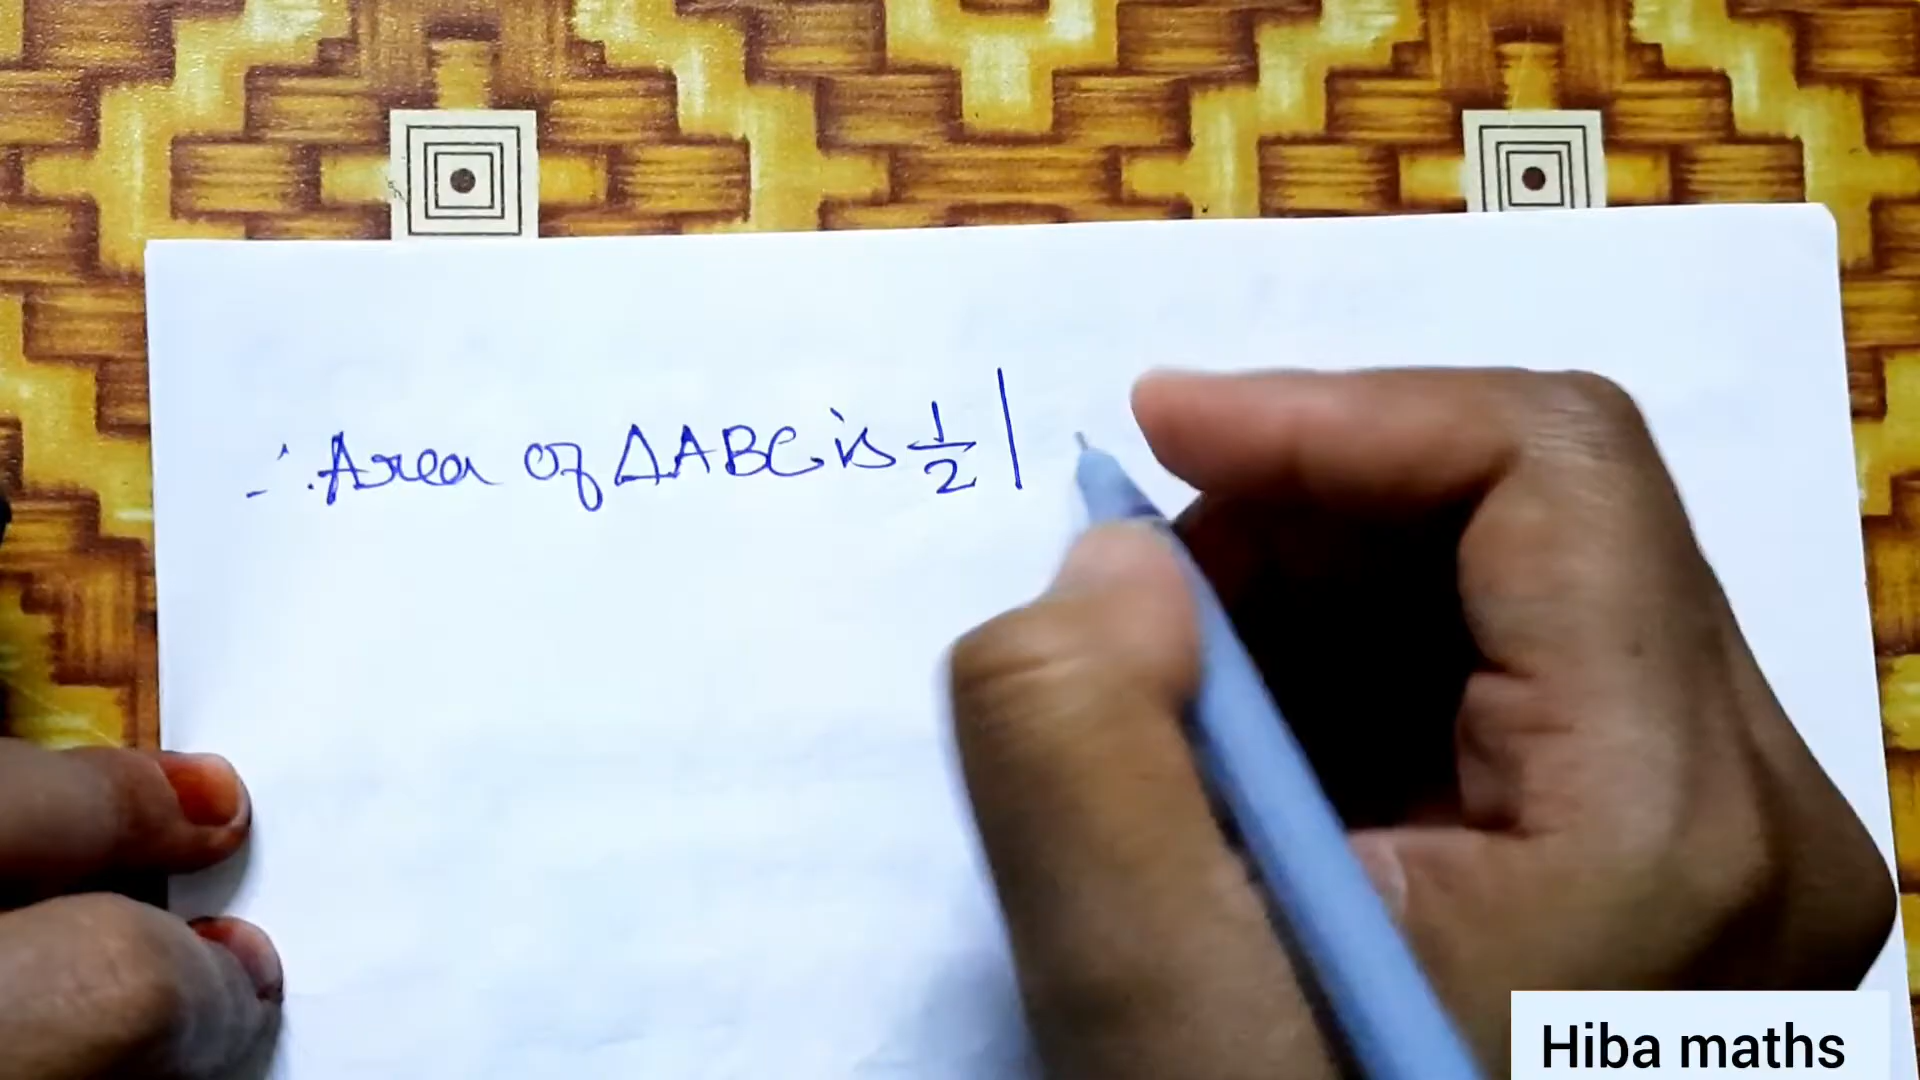 ∴ Area of ΔABC is 1/2 |
Hiba maths